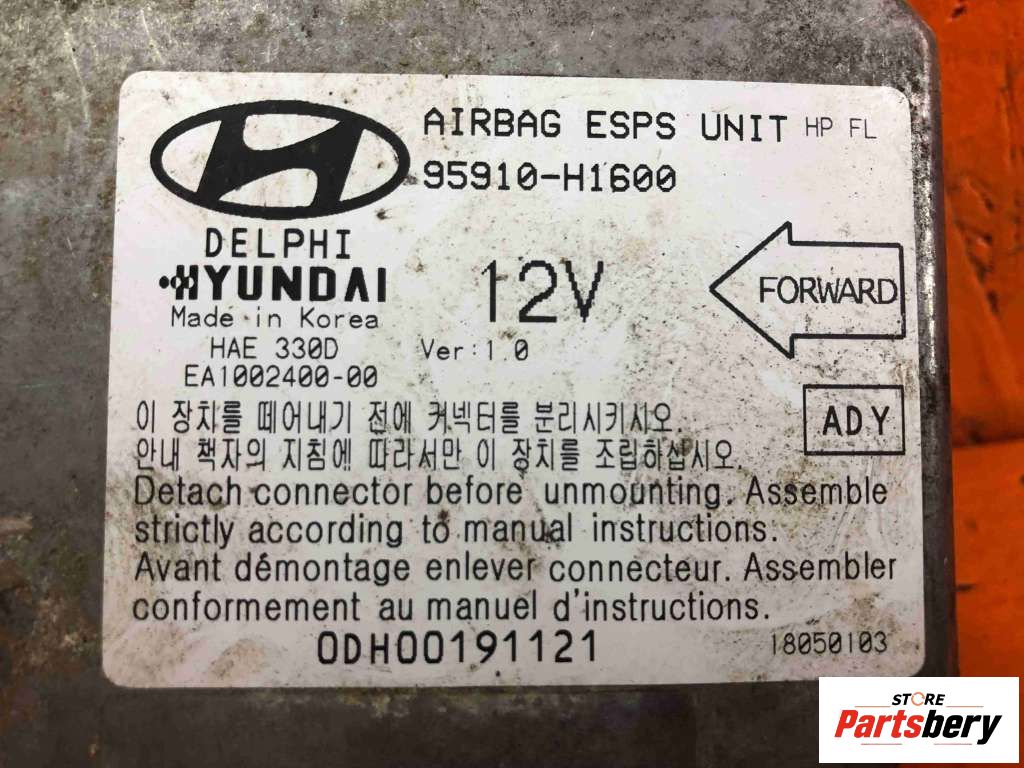 AIRBAG ESPS UNIT HP FL
95910-H1600
DELPHI
HYUNDAI
Made in Korea
12V
FORWARD
HAE 330D
Ver:1.0
EA1002400-00
ADY
이 장치를 떼어내기 전에 커넥터를 분리시키시오.
안내 책자의 지침에 따라서만 이 장치를 조립하십시오.
Detach connector before unmounting. Assemble
strictly according to manual instructions.
Avant démontage enlever connecteur. Assembler
conformement au manuel d'instructions.
0DH00191121
18050103
STORE
Partsbery